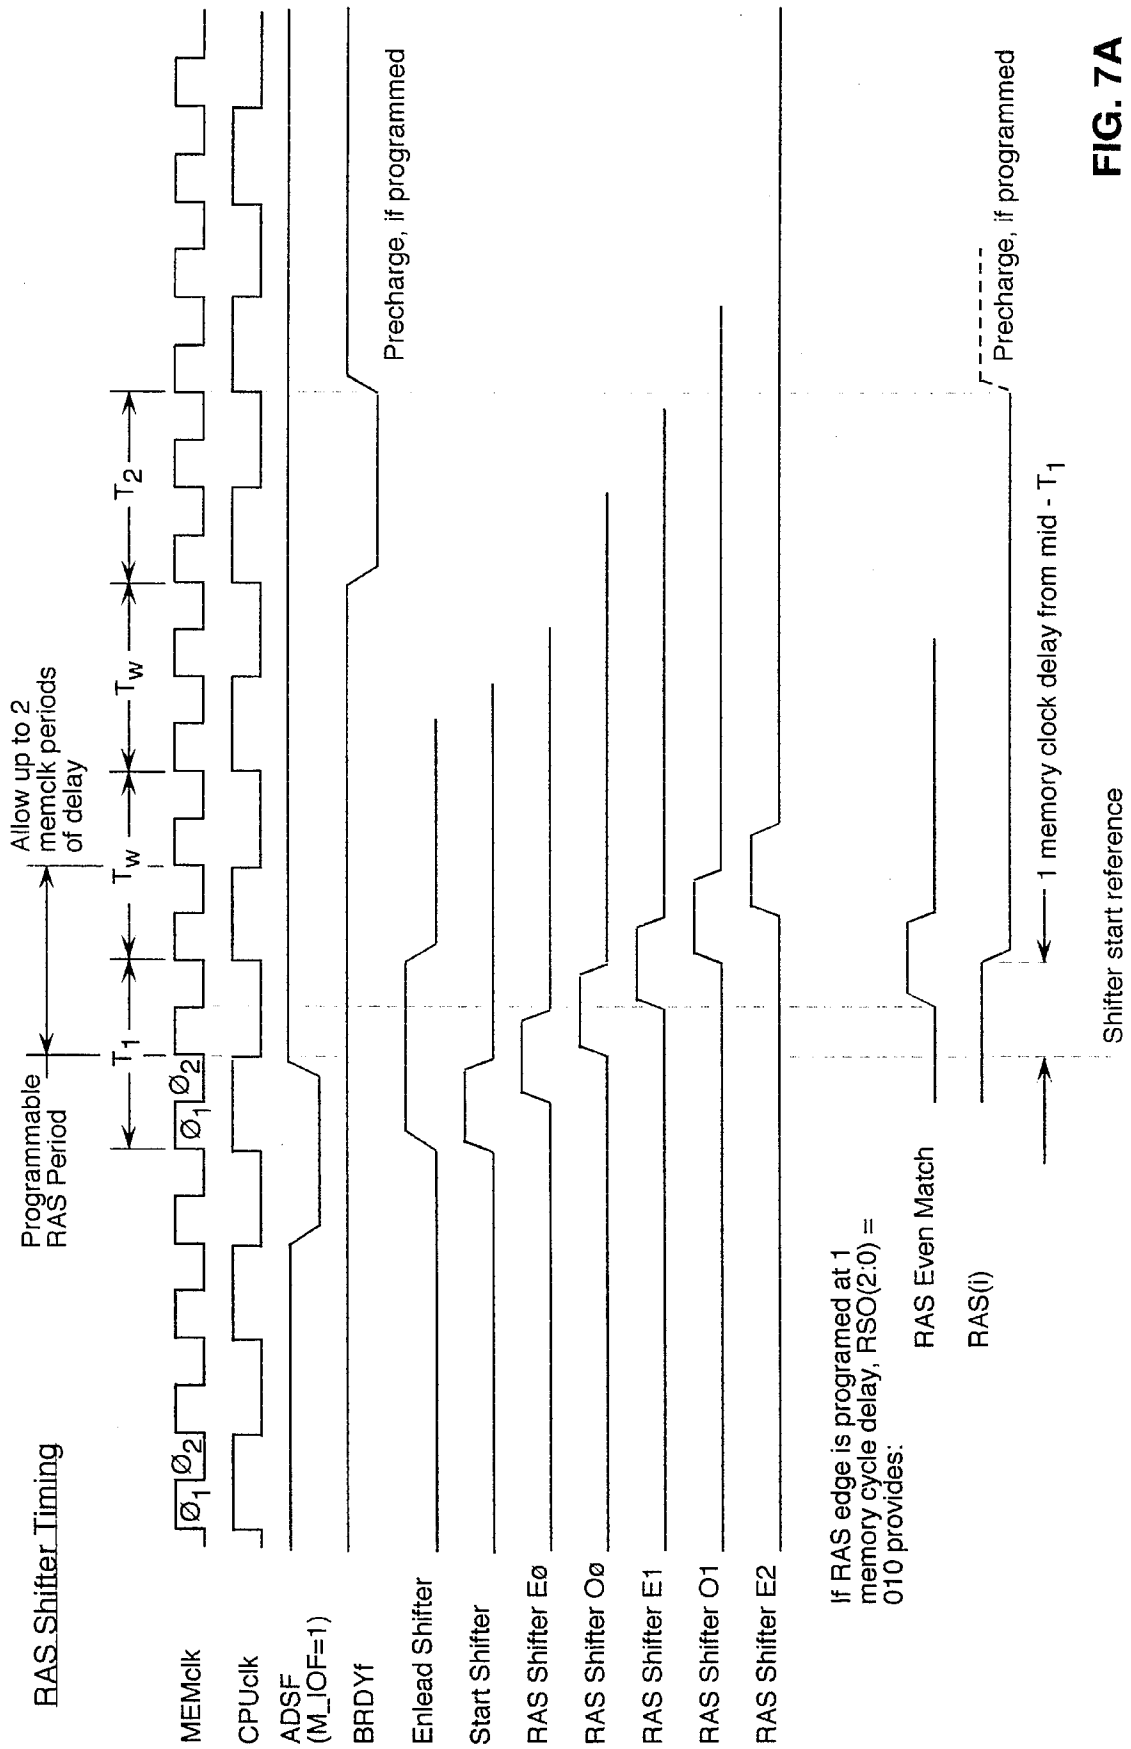 RAS Shifter Timing
Programmable
RAS Period
Allow up to 2
memclk periods
of delay
T1
Tw
Tw
T2
MEMclk
Ø1
Ø2
Ø1
Ø2
CPUclk
ADSF
(M_IOF=1)
BRDYf
Precharge, if programmed
Enlead Shifter
Start Shifter
RAS Shifter Eø
RAS Shifter Oø
RAS Shifter E1
RAS Shifter O1
RAS Shifter E2
If RAS edge is programed at 1
memory cycle delay, RSO(2:0) =
010 provides:
RAS Even Match
RAS(i)
Precharge, if programmed
1 memory clock delay from mid - T1
Shifter start reference
FIG. 7A